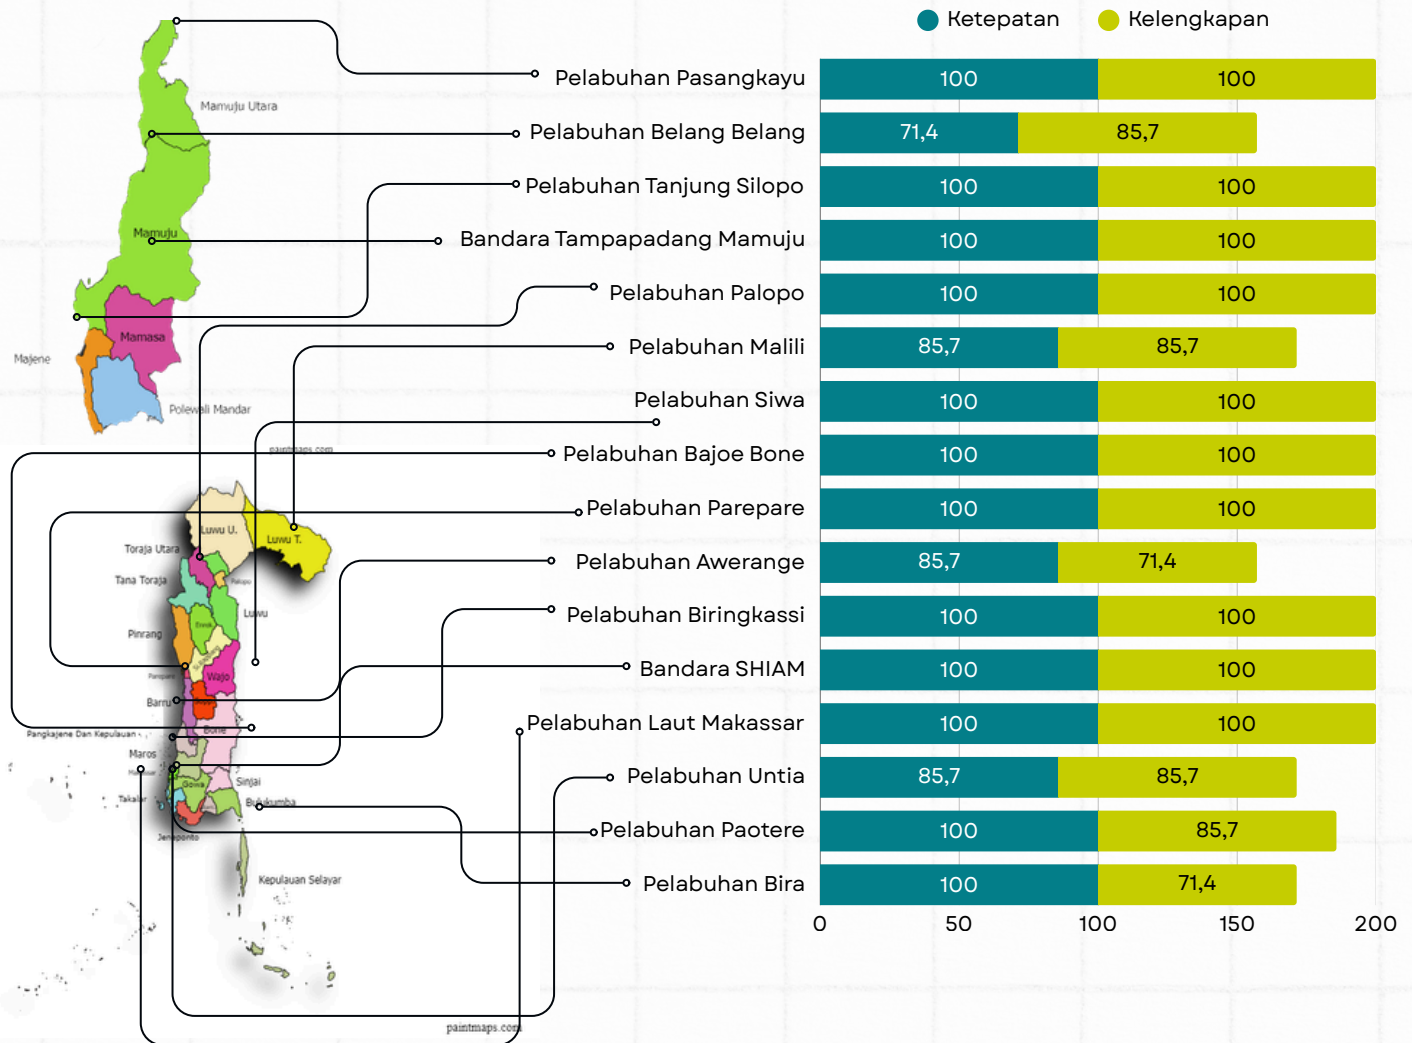 Ketepatan Kelengkapan
Pelabuhan Pasangkayu 100 100
Mamuju Utara
Pelabuhan Belang Belang 71,4 85,7
Pelabuhan Tanjung Silopo 100 100
Mamuju
Bandara Tampapadang Mamuju 100 100
Pelabuhan Palopo 100 100
Mamasa
Majene
Pelabuhan Malili 85,7 85,7
Polewali Mandar
Pelabuhan Siwa 100 100
paintmaps.com
Pelabuhan Bajoe Bone 100 100
Pelabuhan Parepare 100 100
Luwu U.
Luwu T.
Toraja Utara
Pelabuhan Awerange 85,7 71,4
Tana Toraja
Palopo
Luwu
Pelabuhan Biringkassi 100 100
Pinrang
Bandara SHIAM 100 100
Wajo
Barru
Pelabuhan Laut Makassar 100 100
Bone
Pangkajene Dan Kepulauan
Maros
Pelabuhan Untia 85,7 85,7
Gowa
Sinjai
Takalar
Bulukumba
Pelabuhan Paotere 100 85,7
Jeneponto
Kepulauan Selayar
Pelabuhan Bira 100 71,4
0 50 100 150 200
paintmaps.com